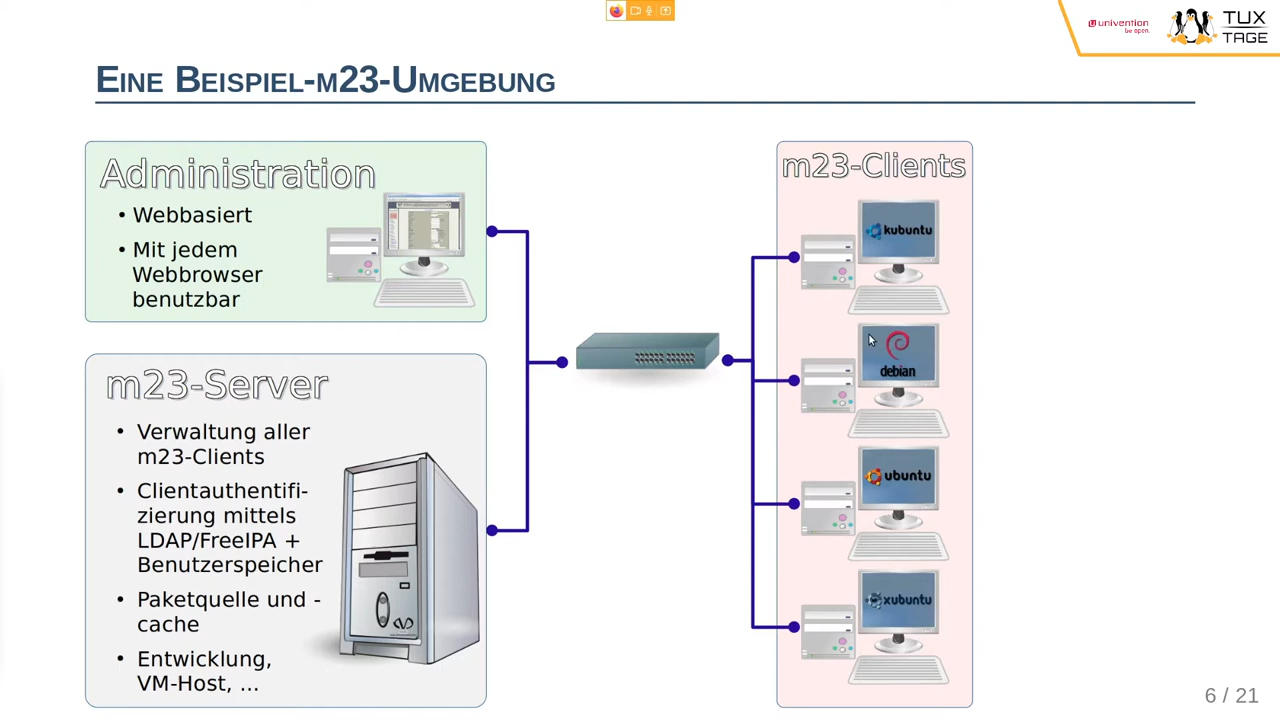 univention
be open.
TUX
TAGE
EINE BEISPIEL-M23-UMGEBUNG
Administration
• Webbasiert
• Mit jedem
Webbrowser
benutzbar
m23-Server
• Verwaltung aller
m23-Clients
• Clientauthentifi-
zierung mittels
LDAP/FreeIPA +
Benutzerspeicher
• Paketquelle und -
cache
• Entwicklung,
VM-Host, ...
m23-Clients
kubuntu
debian
ubuntu
xubuntu
6 / 21